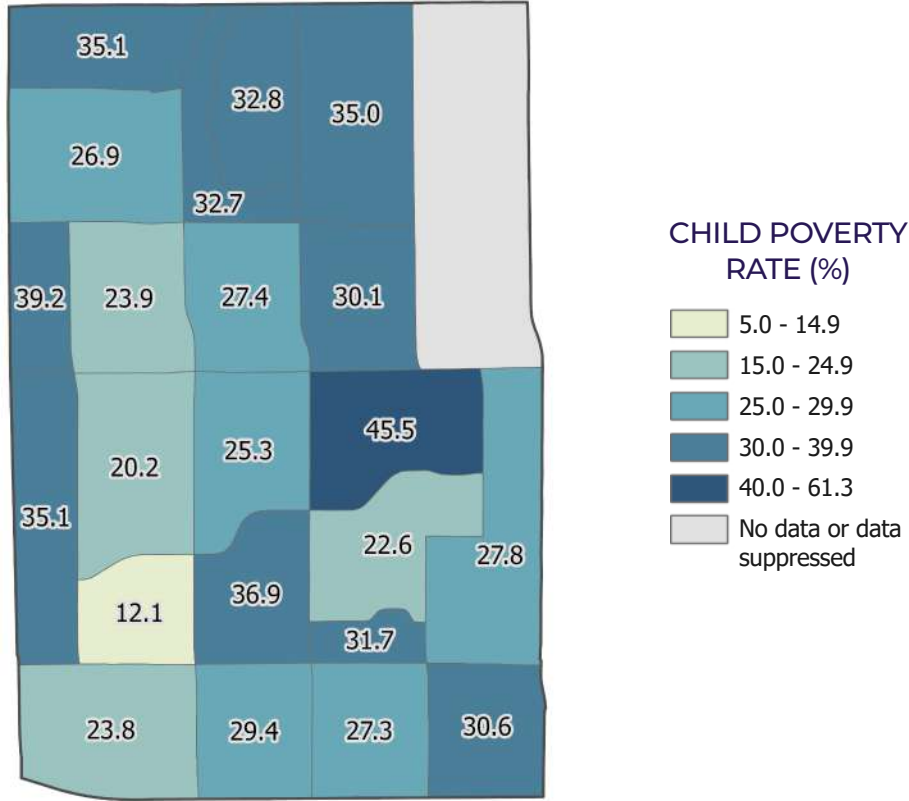 35.1
32.8
35.0
26.9
32.7
39.2
23.9
27.4
30.1
45.5
25.3
20.2
35.1
22.6
27.8
36.9
12.1
31.7
23.8
29.4
27.3
30.6
CHILD POVERTY
RATE (%)
5.0 - 14.9
15.0 - 24.9
25.0 - 29.9
30.0 - 39.9
40.0 - 61.3
No data or data
suppressed